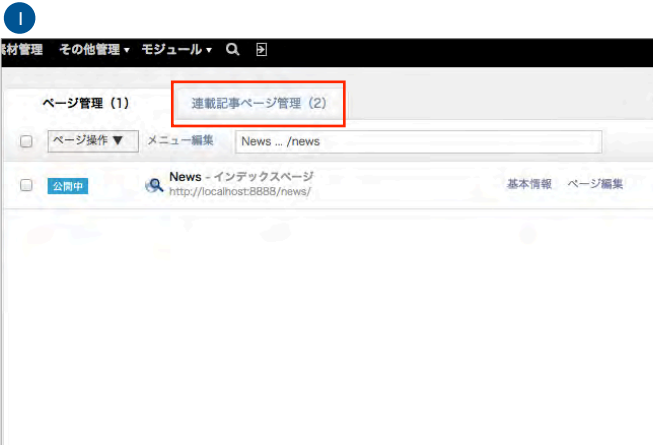 1
素材管理 その他管理▼ モジュール▼
ページ管理（1） 連載記事ページ管理（2）
ページ操作 ▼ メニュー編集 News ... /news
公開中 News - インデックスページ 基本情報 ページ編集
http://localhost:8888/news/